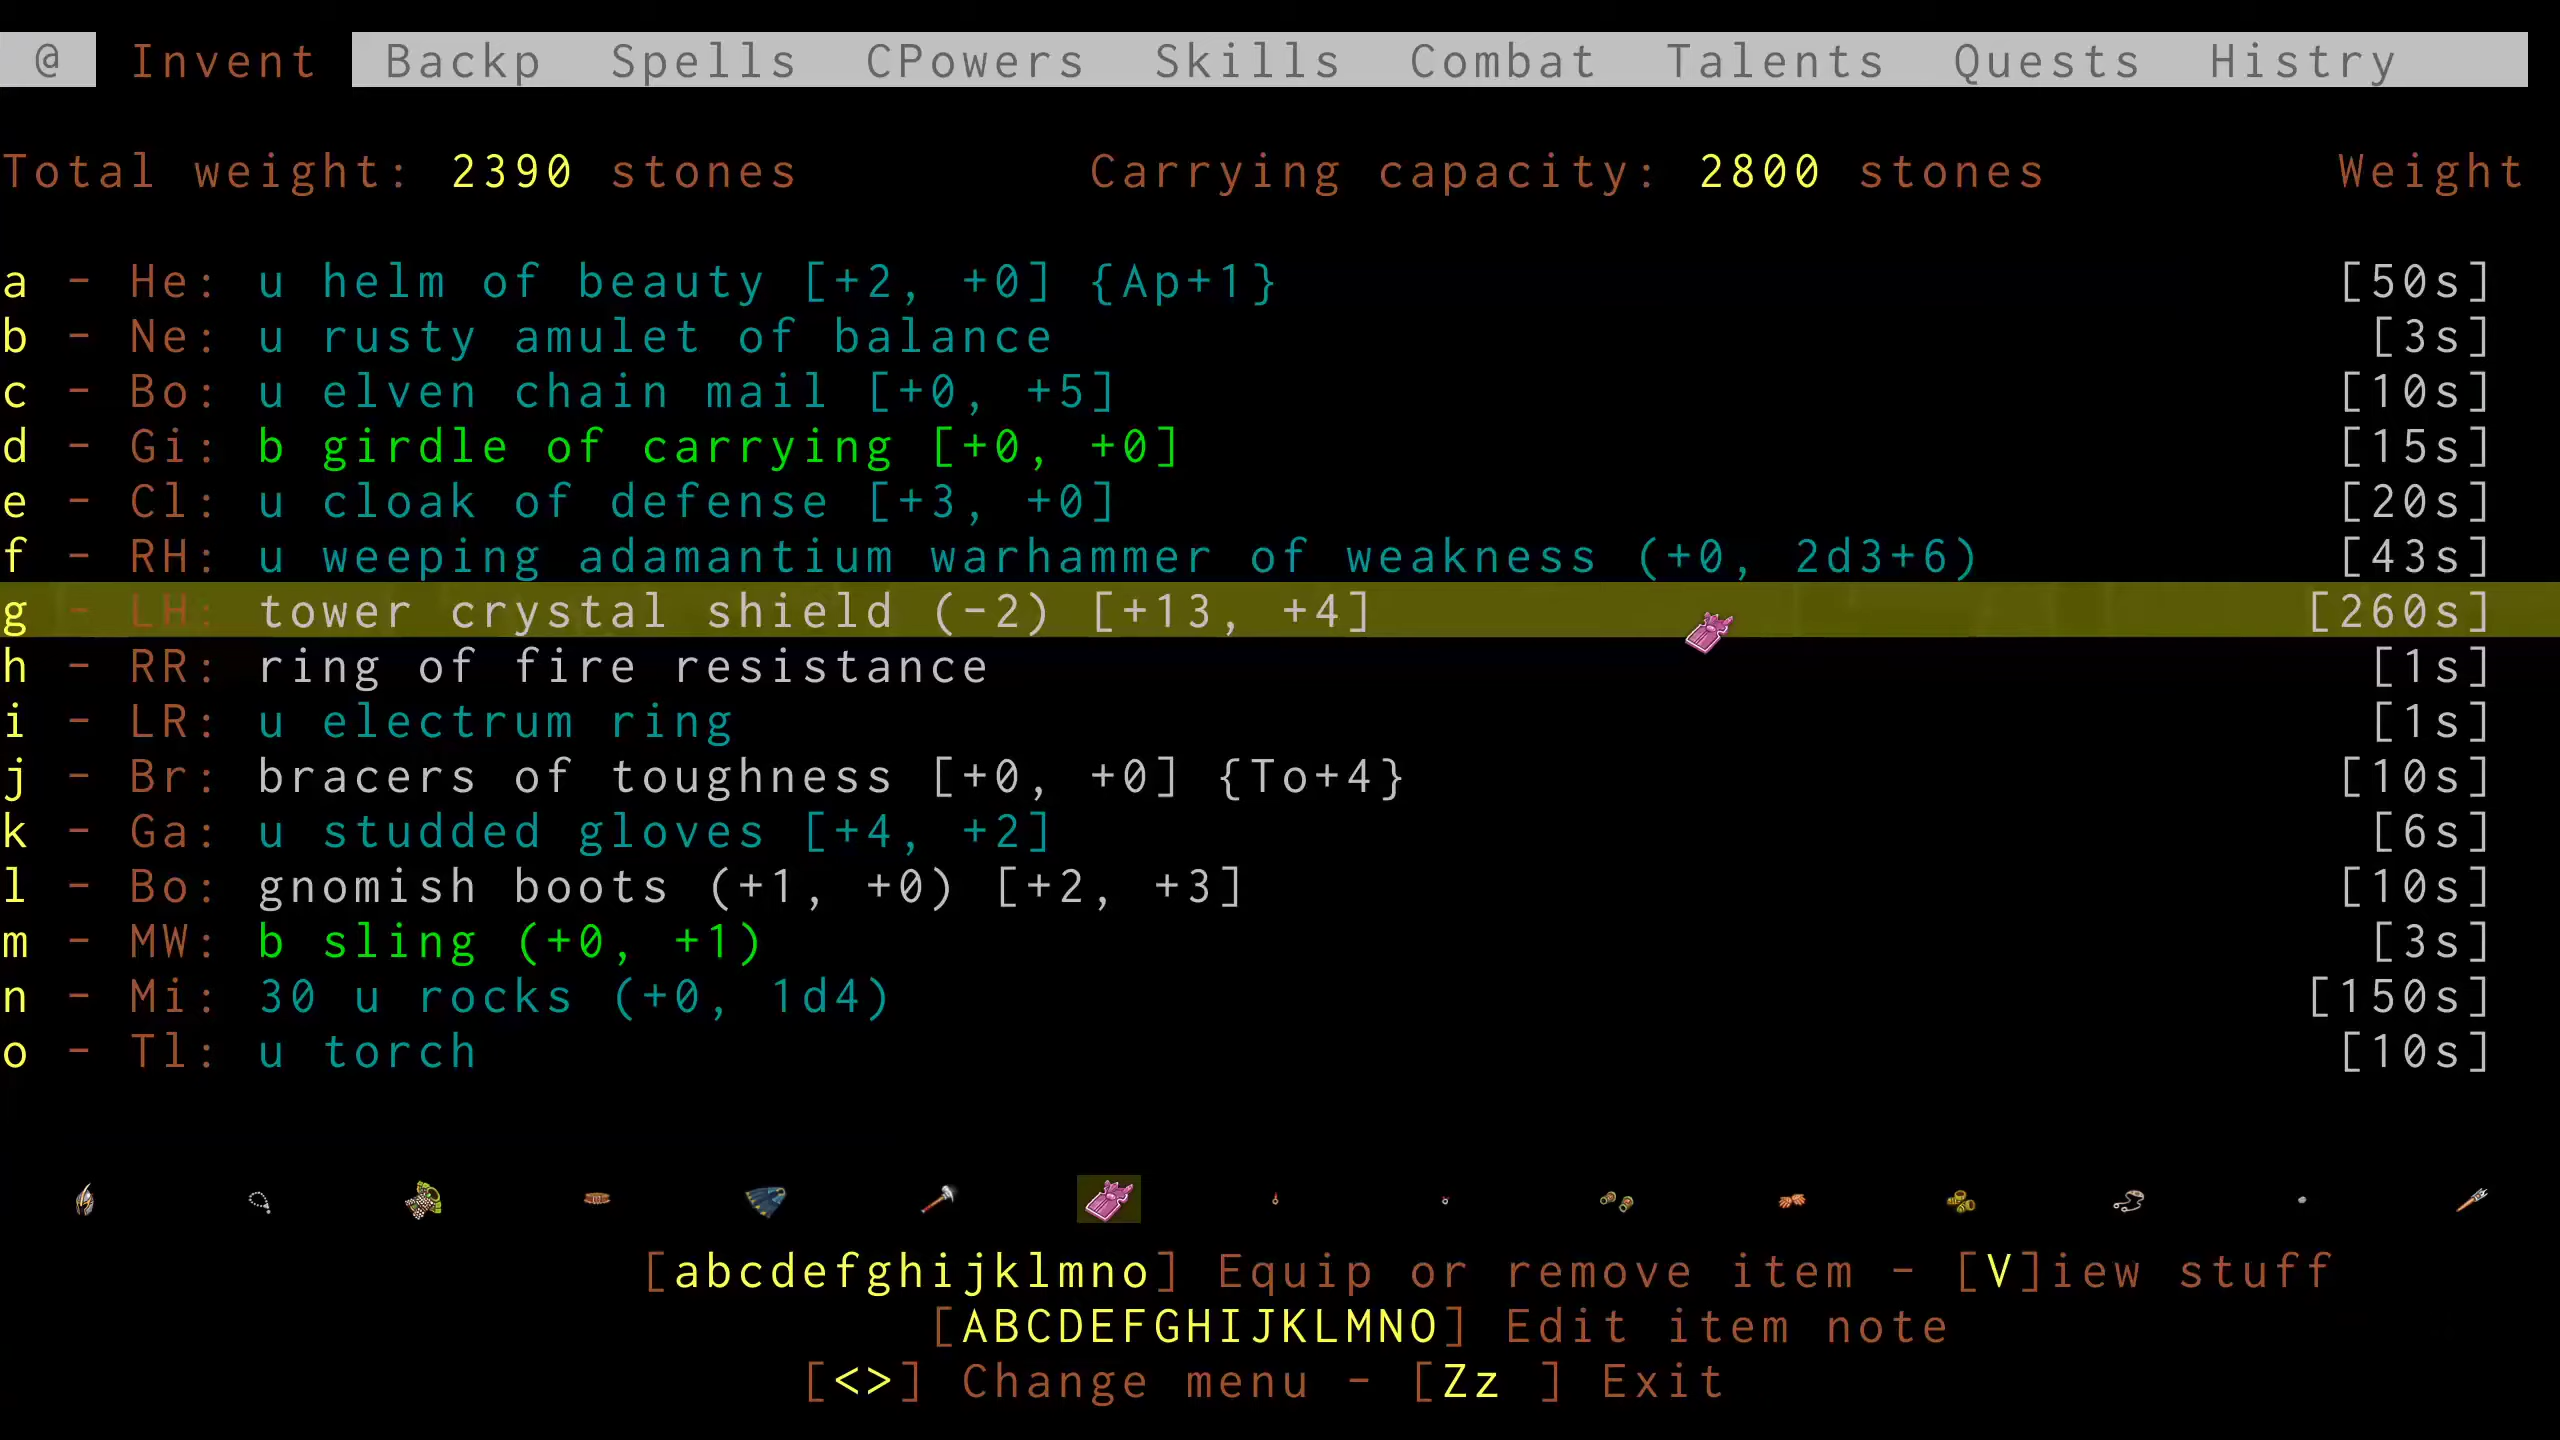 @ Invent Backp Spells CPowers Skills Combat Talents Quests Histry
Total weight: 2390 stones Carrying capacity: 2800 stones Weight
a - He: u helm of beauty [+2, +0] {Ap+1} [50s]
b - Ne: u rusty amulet of balance [3s]
c - Bo: u elven chain mail [+0, +5] [10s]
d - Gi: b girdle of carrying [+0, +0] [15s]
e - Cl: u cloak of defense [+3, +0] [20s]
f - RH: u weeping adamantium warhammer of weakness (+0, 2d3+6) [43s]
g - LH: tower crystal shield (-2) [+13, +4] [260s]
h - RR: ring of fire resistance [1s]
i - LR: u electrum ring [1s]
j - Br: bracers of toughness [+0, +0] {To+4} [10s]
k - Ga: u studded gloves [+4, +2] [6s]
l - Bo: gnomish boots (+1, +0) [+2, +3] [10s]
m - MW: b sling (+0, +1) [3s]
n - Mi: 30 u rocks (+0, 1d4) [150s]
o - Tl: u torch [10s]
[abcdefghijklmno] Equip or remove item - [V]iew stuff
[ABCDEFGHIJKLMNO] Edit item note
[<>] Change menu - [Zz ] Exit